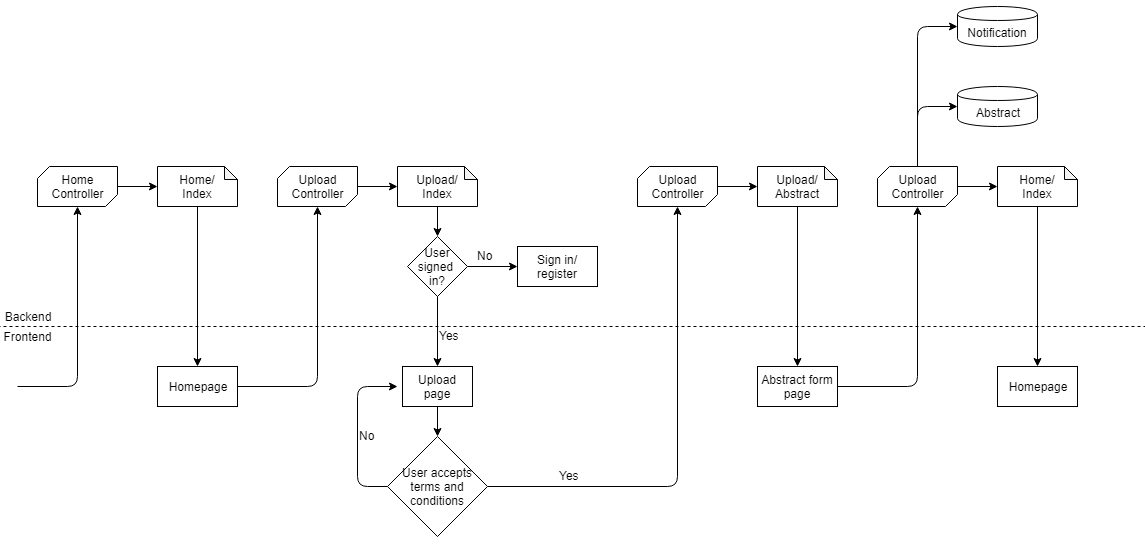 Notification
Abstract
Home
Controller
Home/
Index
Upload
Controller
Upload/
Index
Upload
Controller
Upload/
Abstract
Upload
Controller
Home/
Index
User
signed
in?
No
Sign in/
register
Backend
Frontend
Yes
Homepage
Upload
page
Abstract form
page
Homepage
No
User accepts
terms and
conditions
Yes